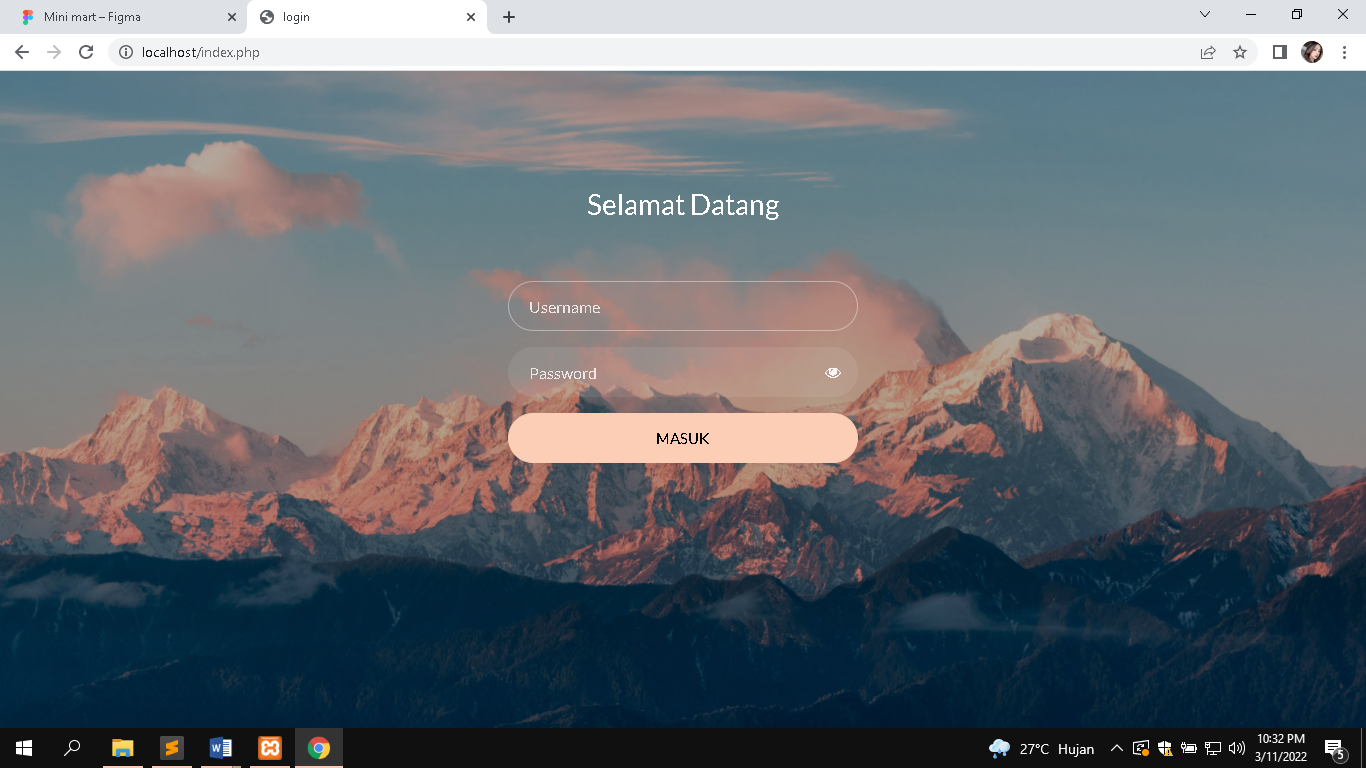 Mini mart – Figma
login
localhost/index.php
Selamat Datang
Username
Password
MASUK
27°C Hujan
10:32 PM
3/11/2022
5